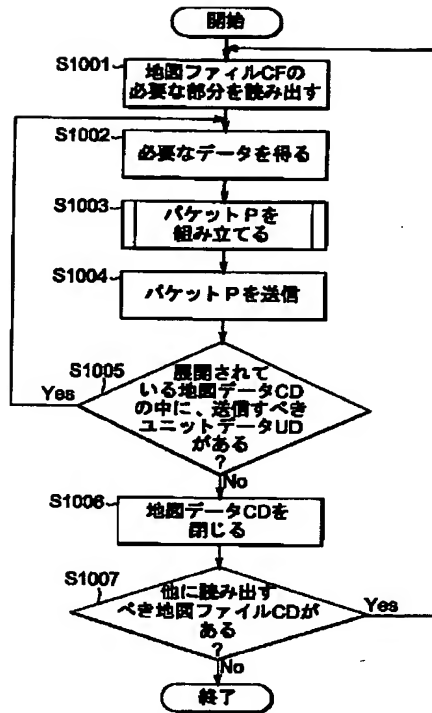 開始
S1001
地図ファイルCFの
必要な部分を読み出す
S1002
必要なデータを得る
S1003
パケットPを
組み立てる
S1004
パケットPを送信
S1005
Yes
展開されて
いる地図データCD
の中に、送信すべき
ユニットデータUD
がある
?
No
S1006
地図データCDを
閉じる
S1007
他に読み出す
べき地図ファイルCDが
ある
?
Yes
No
終了